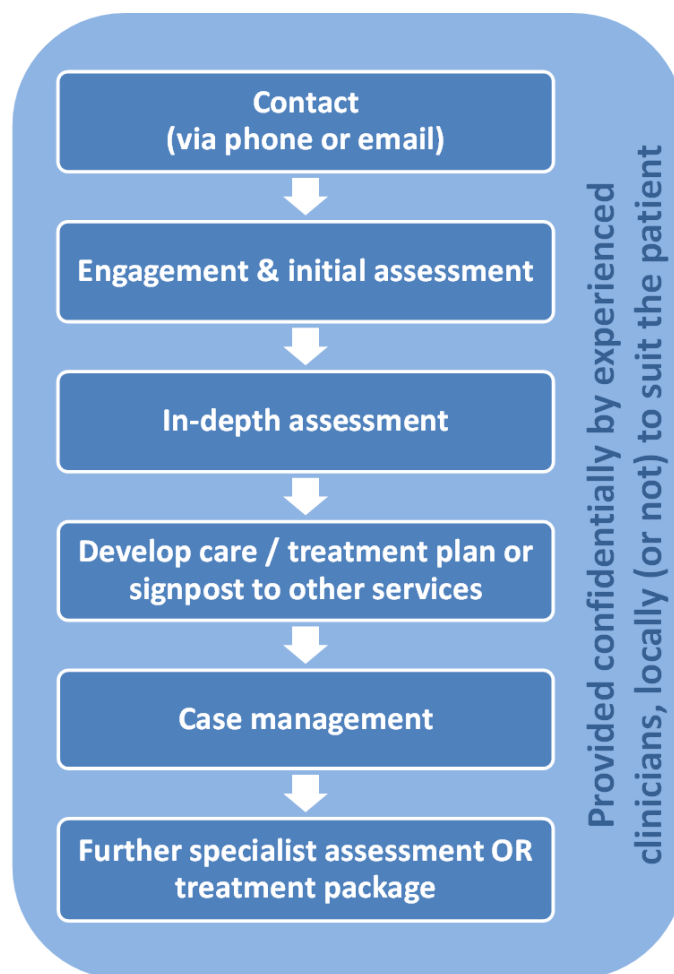 Contact
(via phone or email)
Engagement & initial assessment
In-depth assessment
Develop care / treatment plan or
signpost to other services
Case management
Further specialist assessment OR
treatment package
Provided confidentially by experienced
clinicians, locally (or not) to suit the patient